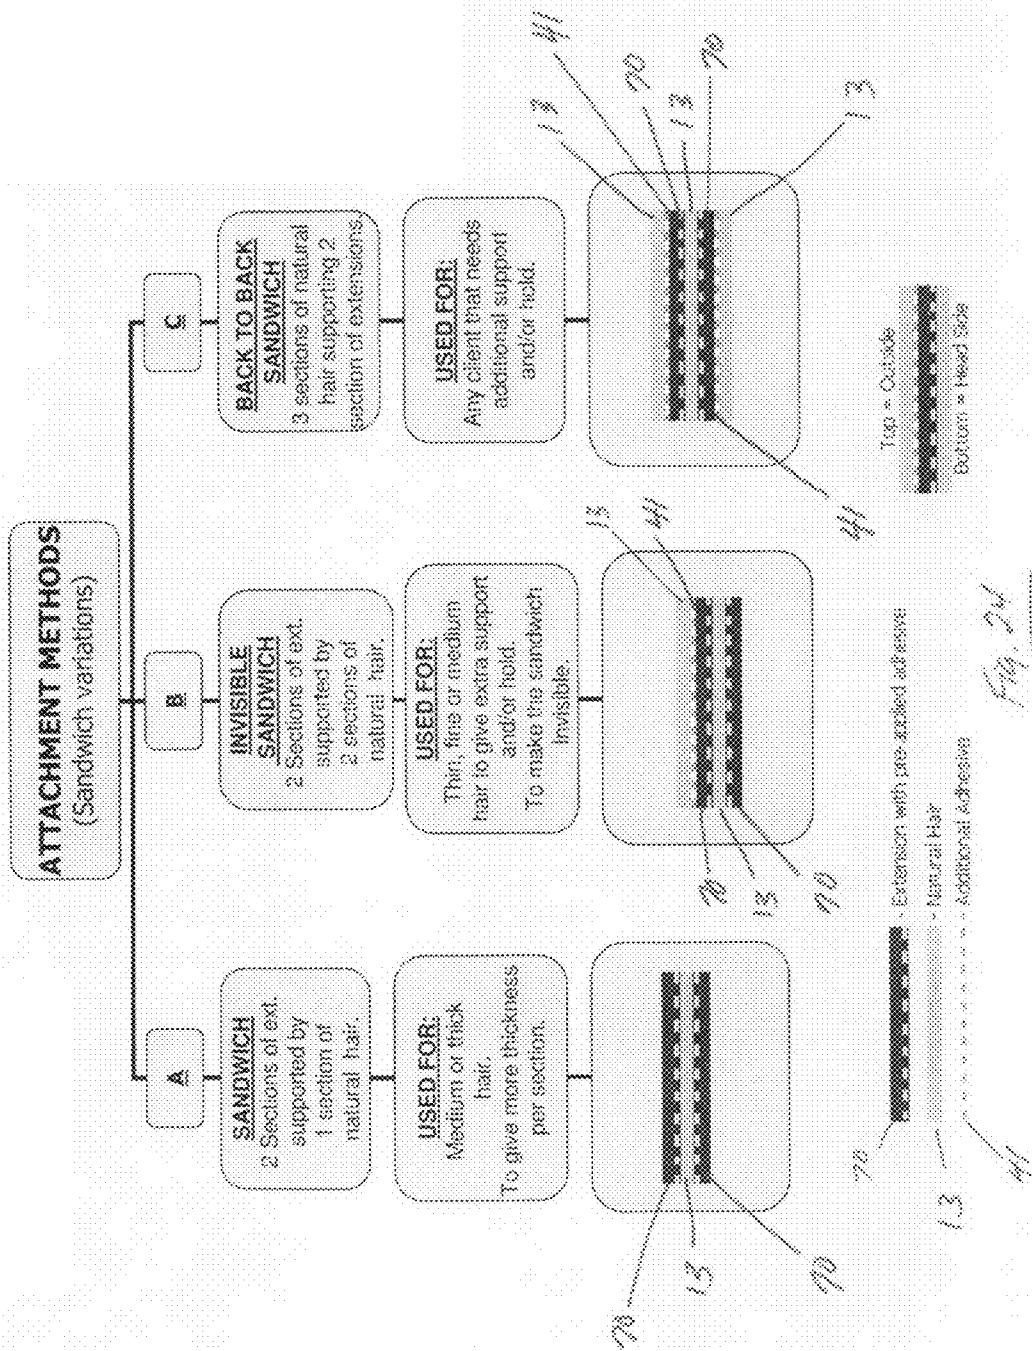 ATTACHMENT METHODS
(Sandwich variations)
A
SANDWICH
2 Sections of ext.
supported by
1 section of
natural hair.
USED FOR:
Medium or thick
hair.
To give more thickness
per section.
70
13
70
B
INVISIBLE
SANDWICH
2 Sections of ext.
supported by
2 sections of
natural hair.
USED FOR:
Thin, fine or medium
hair to give extra support
and/or hold.
To make the sandwich
Invisible.
13
41
70
13
70
C
BACK TO BACK
SANDWICH
3 sections of natural
hair supporting 2
section of extensions.
USED FOR:
Any client that needs
additional support
and/or hold.
13
41
70
13
70
13
41
70
- Extension with pre-applied adhesive
13
- Natural Hair
41
- Additional Adhesive
Top = Outside
Bottom = Head Side
Fig. 24